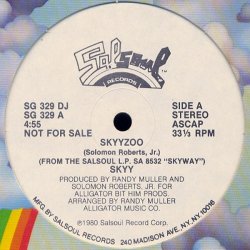 Salsoul
RECORDS
SG 329 DJ
SG 329 A
4:55
NOT FOR SALE
SIDE A
STEREO
ASCAP
33⅓ RPM
SKYYZOO
(Solomon Roberts, Jr.)
(FROM THE SALSOUL L.P. SA 8532 "SKYWAY")
SKYY
PRODUCED BY RANDY MULLER AND
SOLOMON ROBERTS, JR. FOR
ALLIGATOR BIT HIM PRODS.
ARRANGED BY RANDY MULLER
ALLIGATOR MUSIC CO.
©1980 Salsoul Record Corp.
MFG. BY SALSOUL RECORDS 240 MADISON AVE. NY, NY-10016